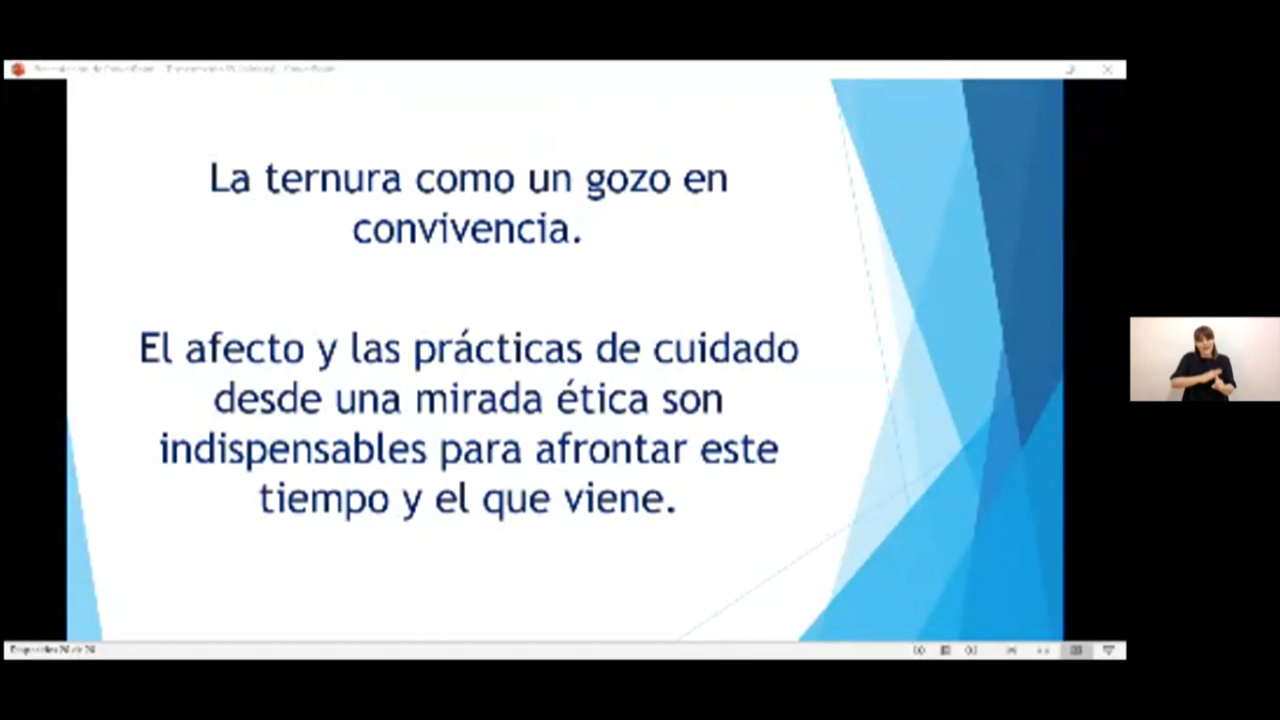 La ternura como un gozo en
convivencia.
El afecto y las prácticas de cuidado
desde una mirada ética son
indispensables para afrontar este
tiempo y el que viene.